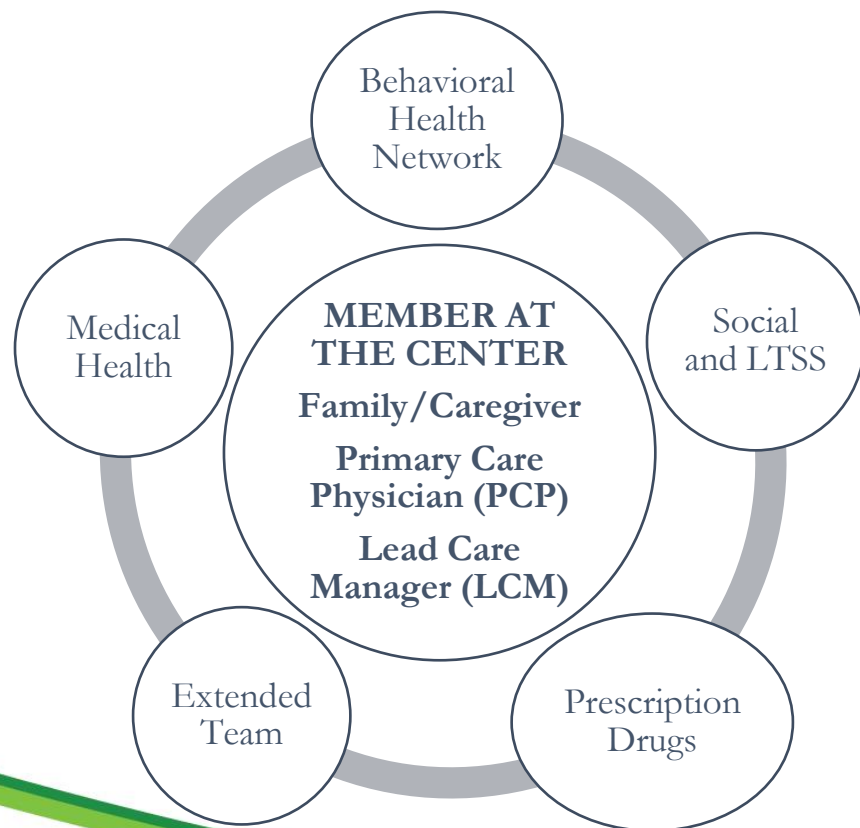 Behavioral
Health
Network
Medical
Health
MEMBER AT
THE CENTER
Family/Caregiver
Primary Care
Physician (PCP)
Lead Care
Manager (LCM)
Social
and LTSS
Extended
Team
Prescription
Drugs